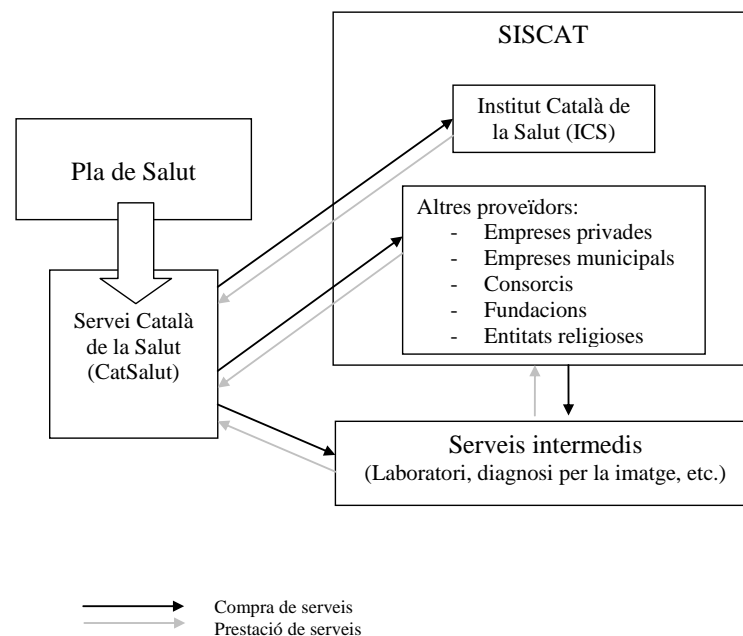 SISCAT
Institut Català de
la Salut (ICS)
Pla de Salut
Altres proveïdors:
- Empreses privades
- Empreses municipals
- Consorcis
- Fundacions
- Entitats religioses
Servei Català
de la Salut
(CatSalut)
Serveis intermedis
(Laboratori, diagnosi per la imatge, etc.)
Compra de serveis
Prestació de serveis